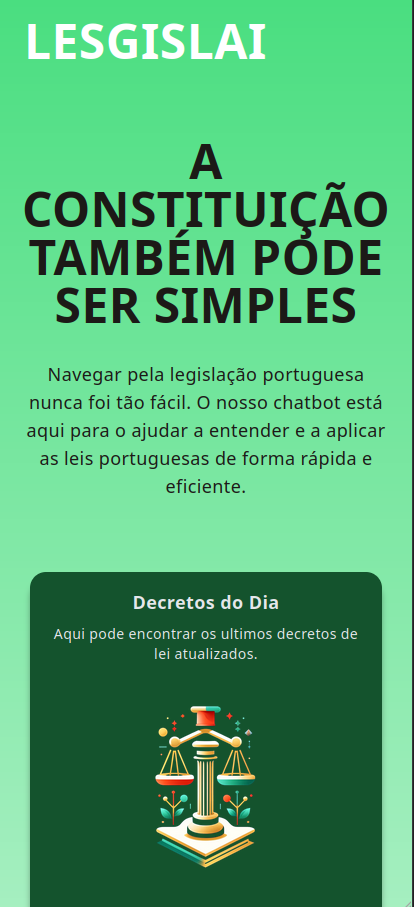 LESGISLAI
A
CONSTITUIÇÃO
TAMBÉM PODE
SER SIMPLES
Navegar pela legislação portuguesa
nunca foi tão fácil. O nosso chatbot está
aqui para o ajudar a entender e a aplicar
as leis portuguesas de forma rápida e
eficiente.
Decretos do Dia
Aqui pode encontrar os ultimos decretos de
lei atualizados.